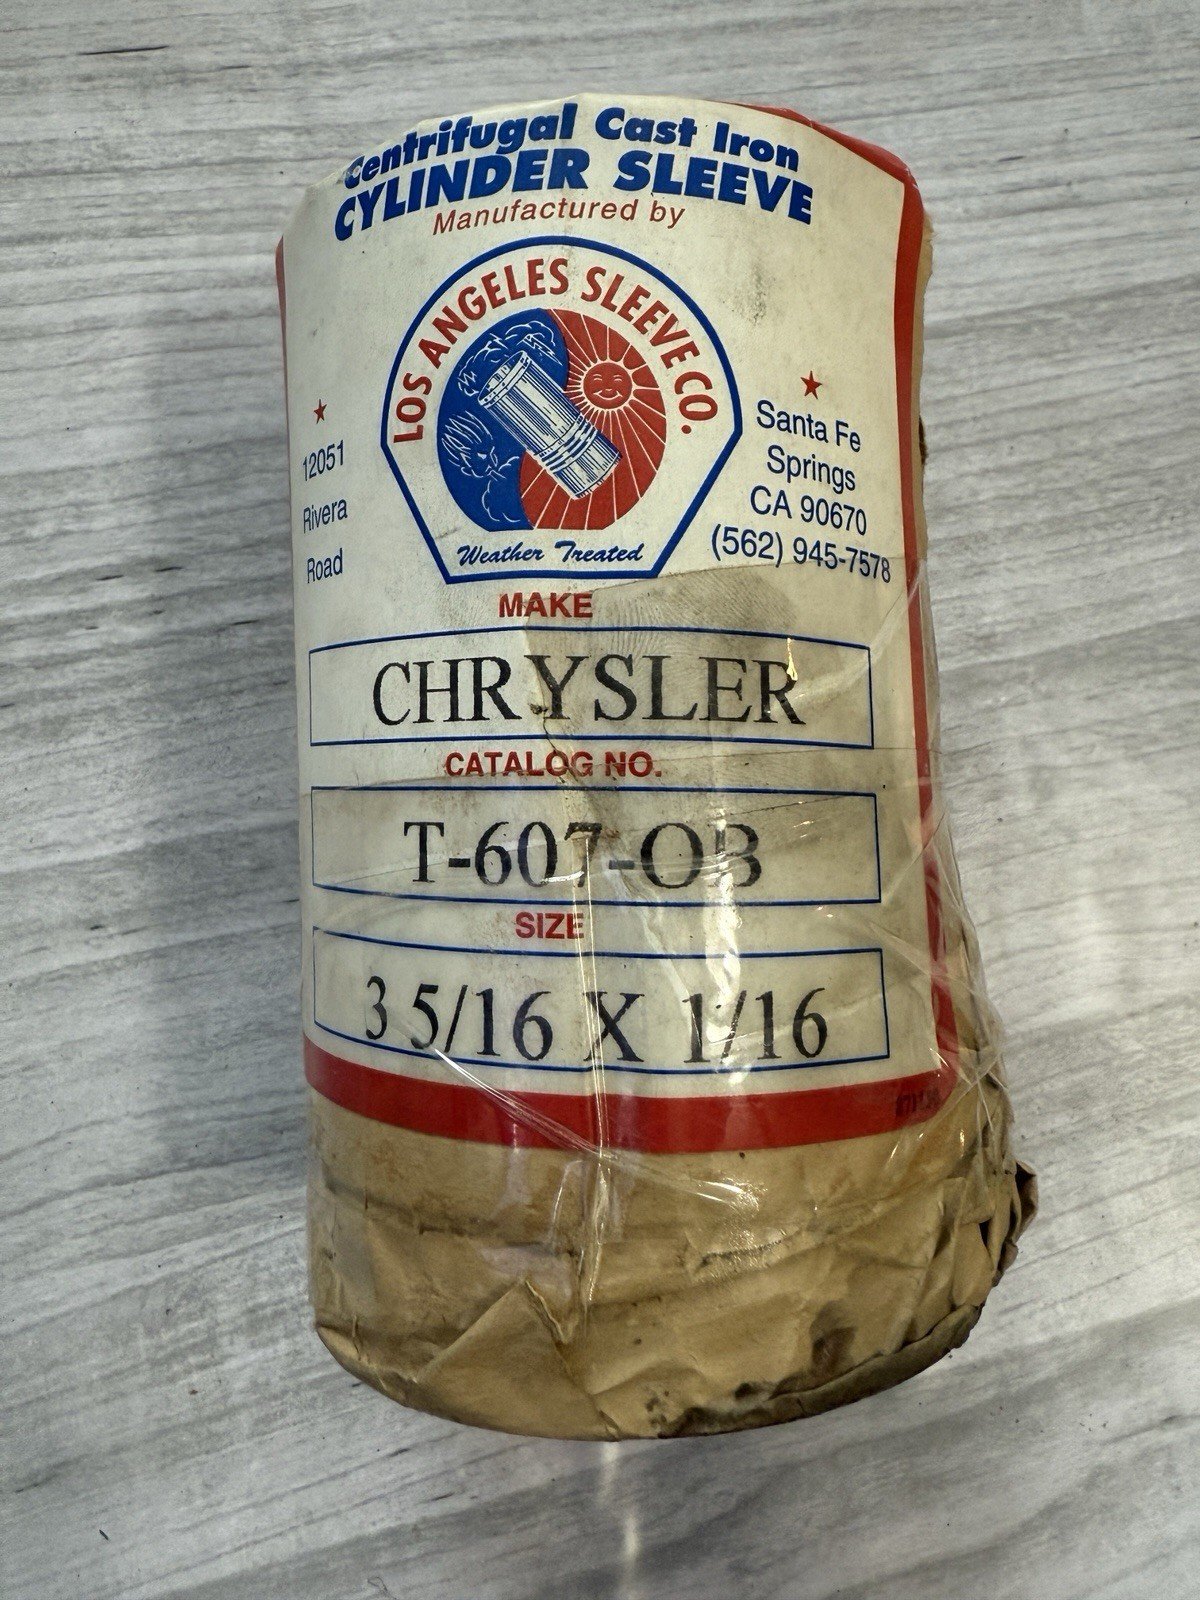 Centrifugal Cast Iron
CYLINDER SLEEVE
Manufactured by
LOS ANGELES SLEEVE CO.
Weather Treated
12051
Rivera
Road
Santa Fe
Springs
CA 90670
(562) 945-7578
MAKE
CHRYSLER
CATALOG NO.
T-607-OB
SIZE
3 5/16 X 1/16